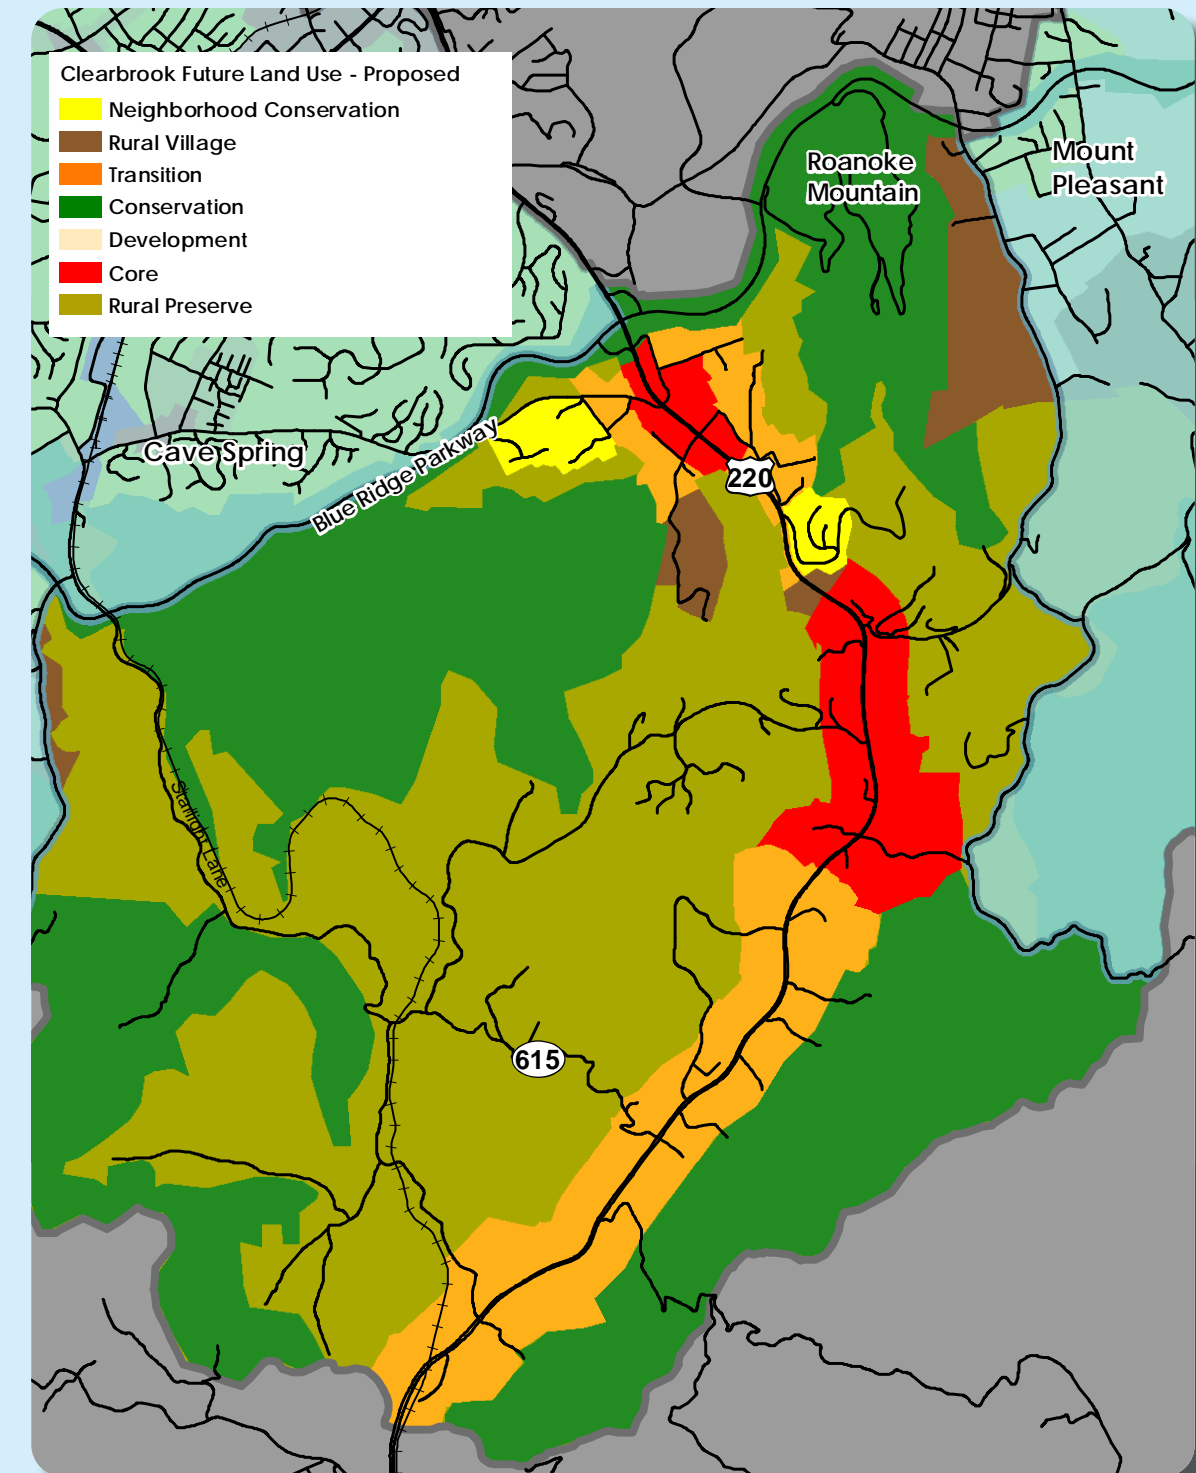 Clearbrook Future Land Use - Proposed
Neighborhood Conservation
Rural Village
Transition
Conservation
Development
Core
Rural Preserve
Roanoke
Mountain
Mount
Pleasant
Cave Spring
Blue Ridge Parkway
220
Starlight Lane
615